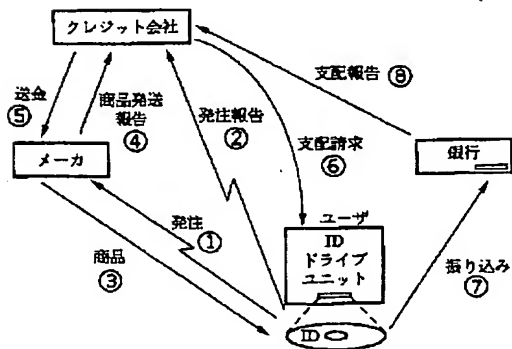 クレジット会社
支配報告 ⑧
送金
⑤
商品発送
報告
④
発注報告
②
支配請求
⑥
メーカ
銀行
発注
①
ユーザ
ID
ドライブ
ユニット
商品
③
振り込み
⑦
ID